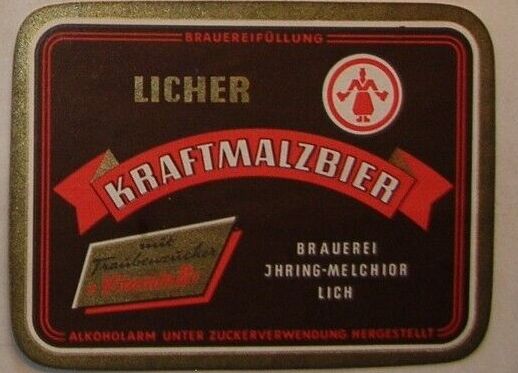 BRAUEREIFÜLLUNG
LICHER
KRAFTMALZBIER
mit
Traubenzucker
BRAUEREI
JHRING-MELCHIOR
LICH
ALKOHOLARM UNTER ZUCKERVERWENDUNG HERGESTELLT